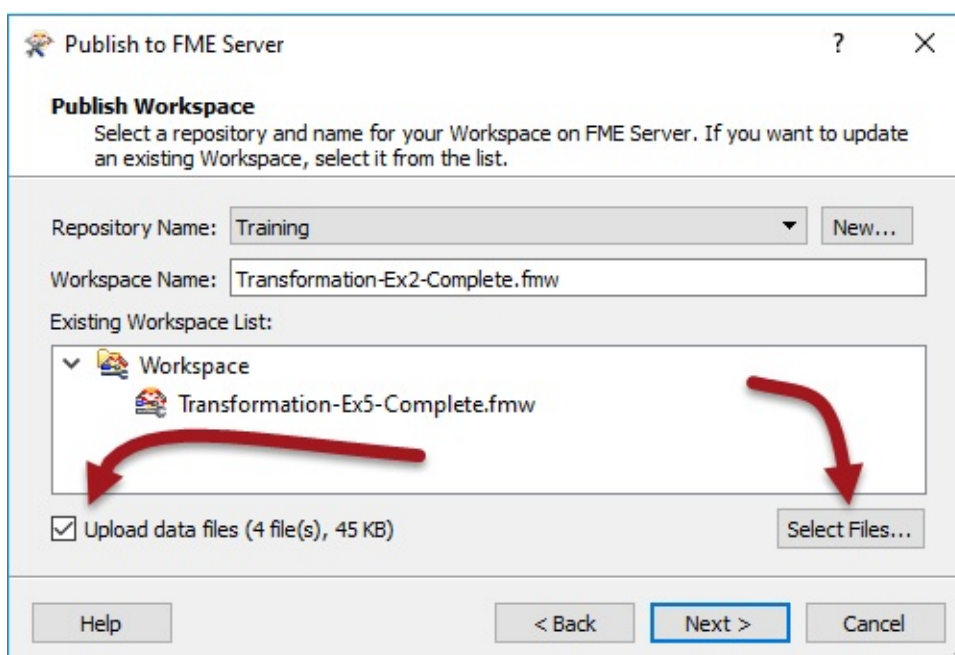 Publish to FME Server
?
X
Publish Workspace
Select a repository and name for your Workspace on FME Server. If you want to update
an existing Workspace, select it from the list.
Repository Name: Training New...
Workspace Name: Transformation-Ex2-Complete.fmw
Existing Workspace List:
Workspace
Transformation-Ex5-Complete.fmw
Upload data files (4 file(s), 45 KB) Select Files...
Help < Back Next > Cancel